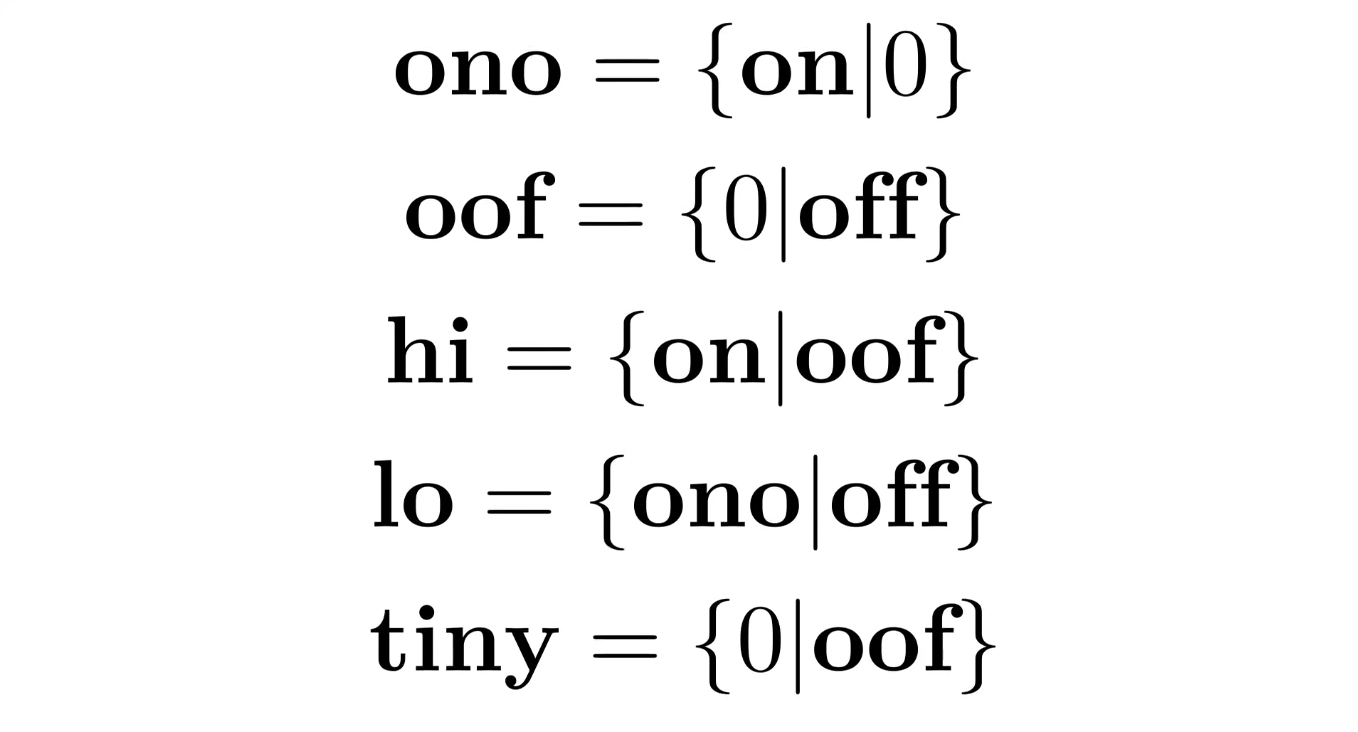 ono = {on|0}
oof = {0|off}
hi = {on|oof}
lo = {ono|off}
tiny = {0|oof}